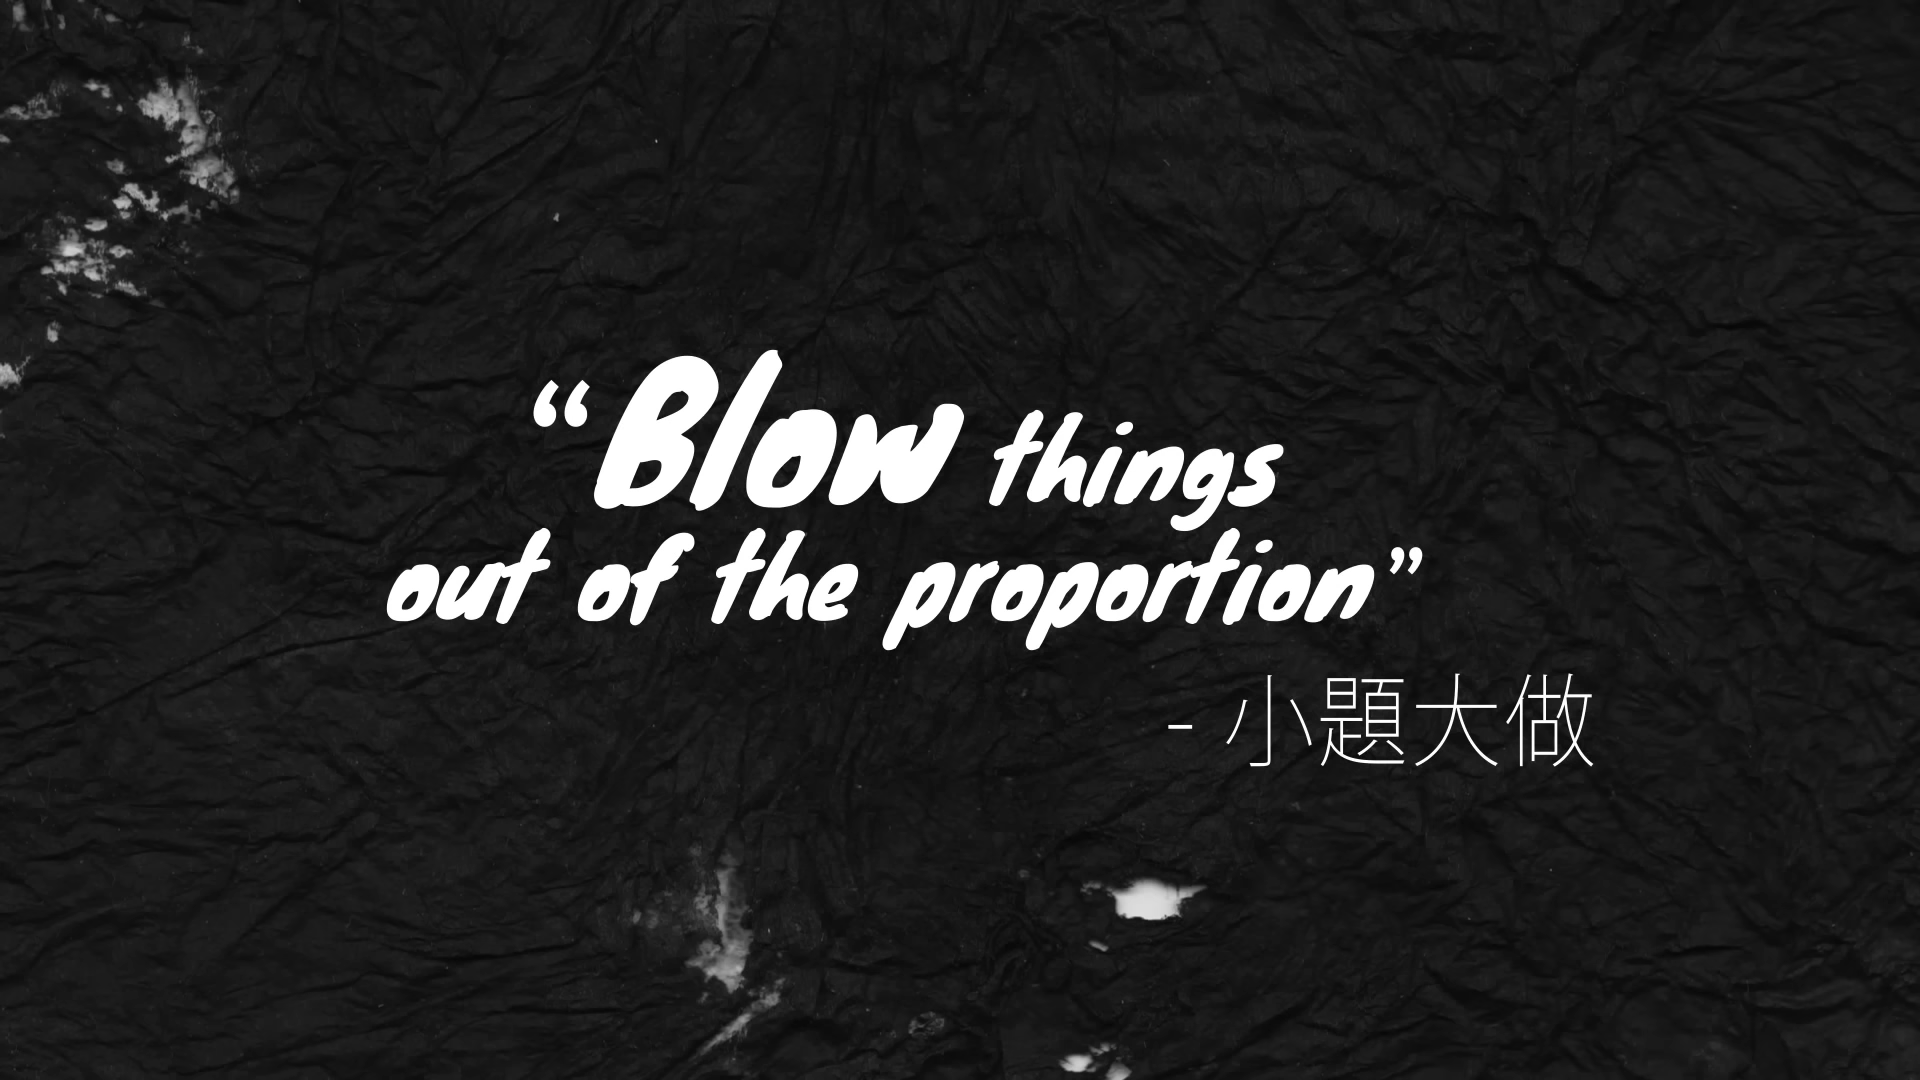 “Blow things
out of the proportion”
- 小題大做